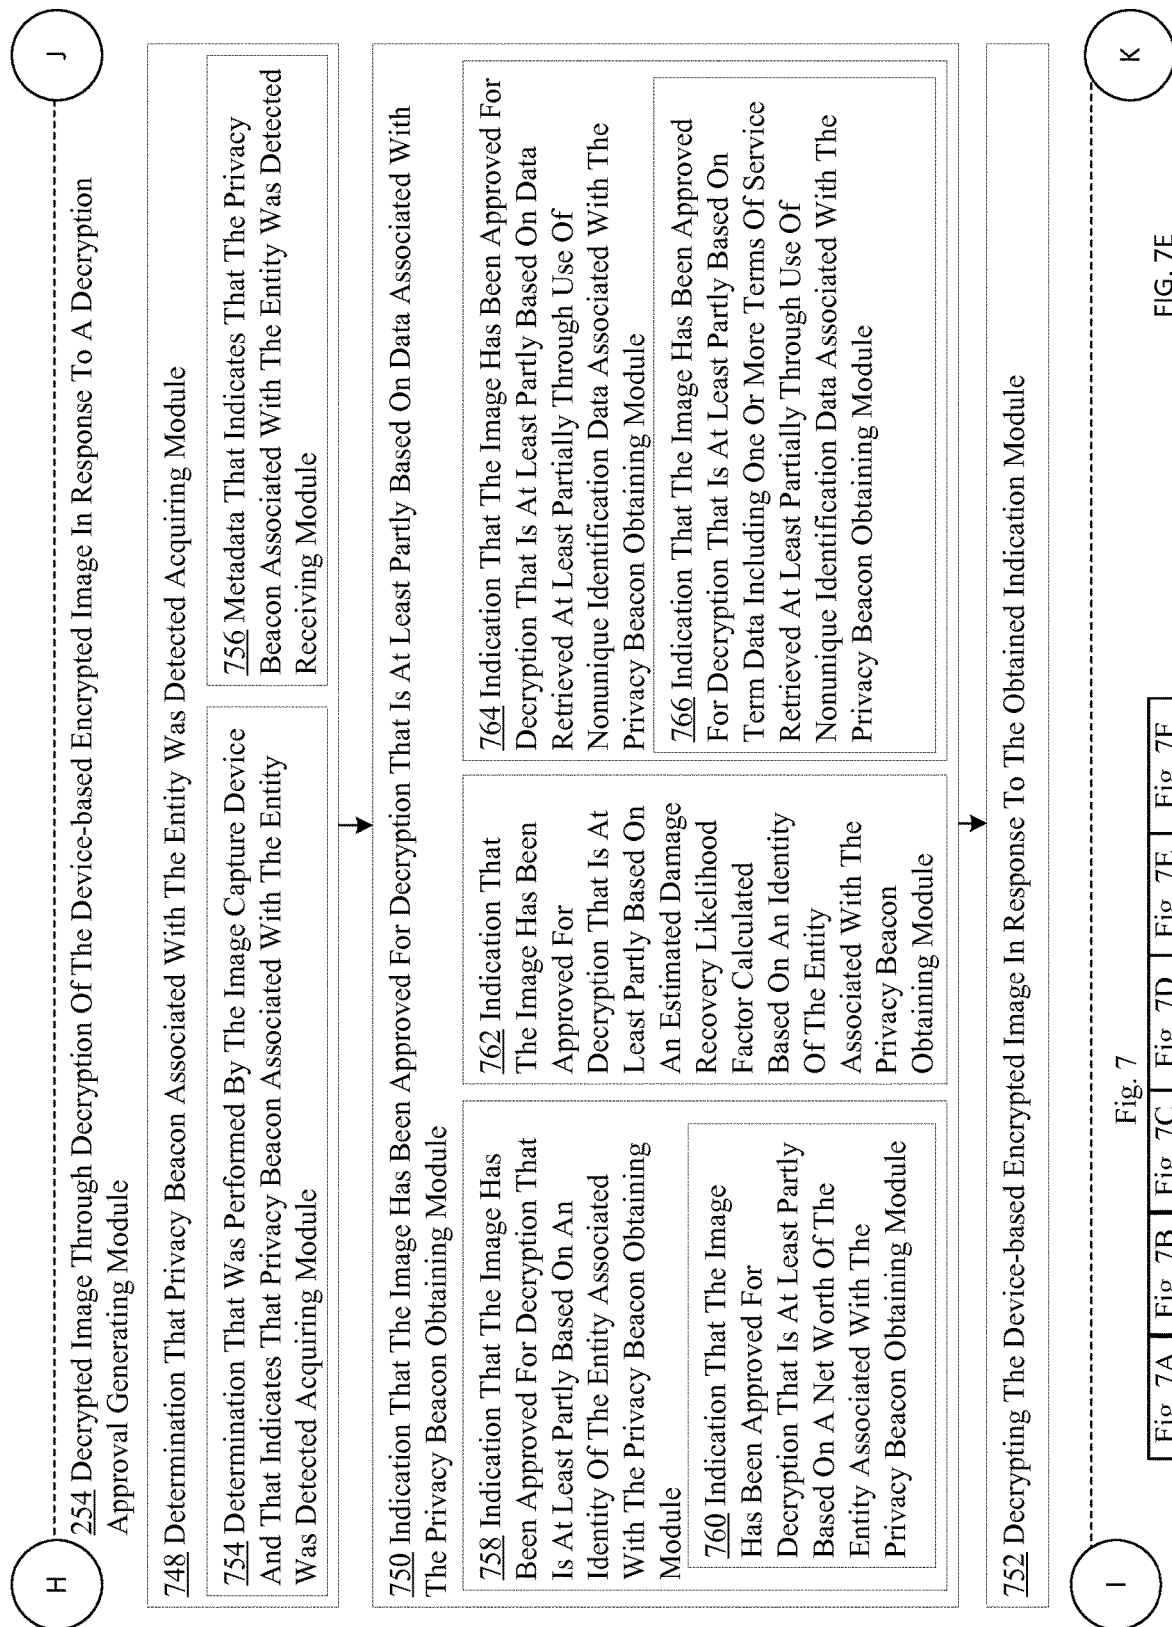 H
J
254 Decrypted Image Through Decryption Of The Device-based Encrypted Image In Response To A Decryption
Approval Generating Module
748 Determination That Privacy Beacon Associated With The Entity Was Detected Acquiring Module
754 Determination That Was Performed By The Image Capture Device
And That Indicates That Privacy Beacon Associated With The Entity
Was Detected Acquiring Module
756 Metadata That Indicates That The Privacy
Beacon Associated With The Entity Was Detected
Receiving Module
750 Indication That The Image Has Been Approved For Decryption That Is At Least Partly Based On Data Associated With
The Privacy Beacon Obtaining Module
758 Indication That The Image Has
Been Approved For Decryption That
Is At Least Partly Based On An
Identity Of The Entity Associated
With The Privacy Beacon Obtaining
Module
760 Indication That The Image
Has Been Approved For
Decryption That Is At Least Partly
Based On A Net Worth Of The
Entity Associated With The
Privacy Beacon Obtaining Module
762 Indication That
The Image Has Been
Approved For
Decryption That Is At
Least Partly Based On
An Estimated Damage
Recovery Likelihood
Factor Calculated
Based On An Identity
Of The Entity
Associated With The
Privacy Beacon
Obtaining Module
764 Indication That The Image Has Been Approved For
Decryption That Is At Least Partly Based On Data
Retrieved At Least Partially Through Use Of
Nonunique Identification Data Associated With The
Privacy Beacon Obtaining Module
766 Indication That The Image Has Been Approved
For Decryption That Is At Least Partly Based On
Term Data Including One Or More Terms Of Service
Retrieved At Least Partially Through Use Of
Nonunique Identification Data Associated With The
Privacy Beacon Obtaining Module
752 Decrypting The Device-based Encrypted Image In Response To The Obtained Indication Module
I
K
Fig. 7
Fig. 7A Fig. 7B Fig. 7C Fig. 7D Fig. 7E Fig. 7F
FIG. 7E